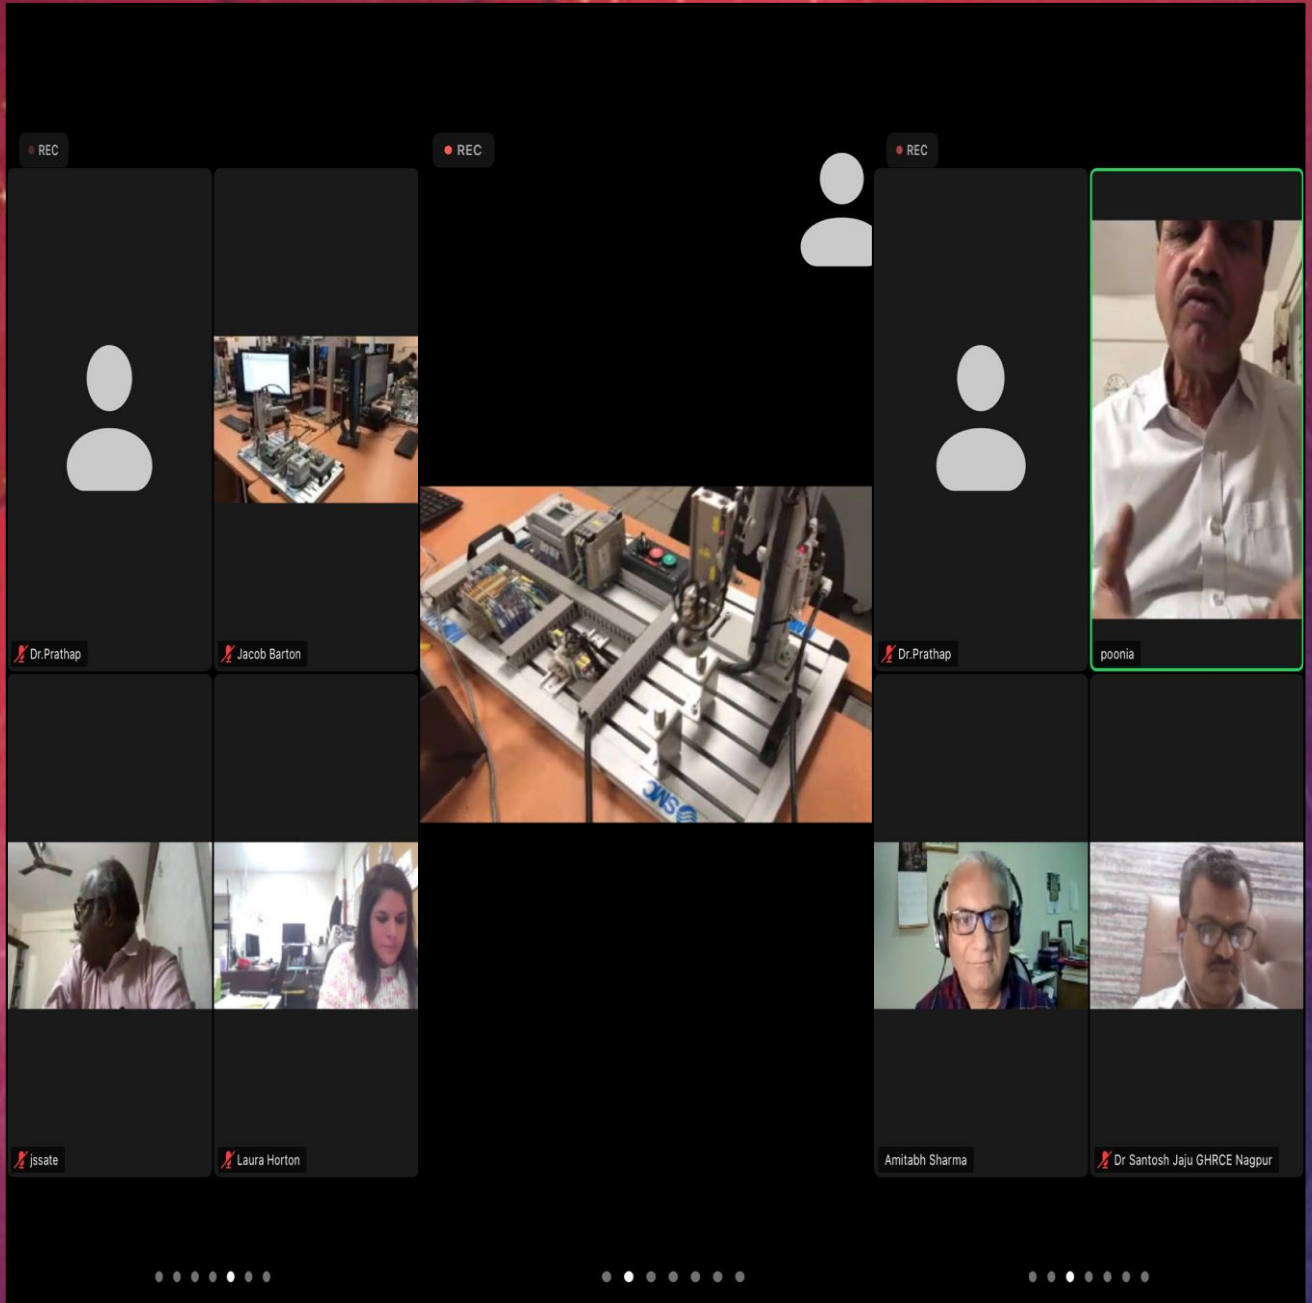 REC
Dr.Prathap
Jacob Barton
jssate
Laura Horton
REC
SMC
REC
Dr.Prathap
poonia
Amitabh Sharma
Dr Santosh Jaju GHRCE Nagpur